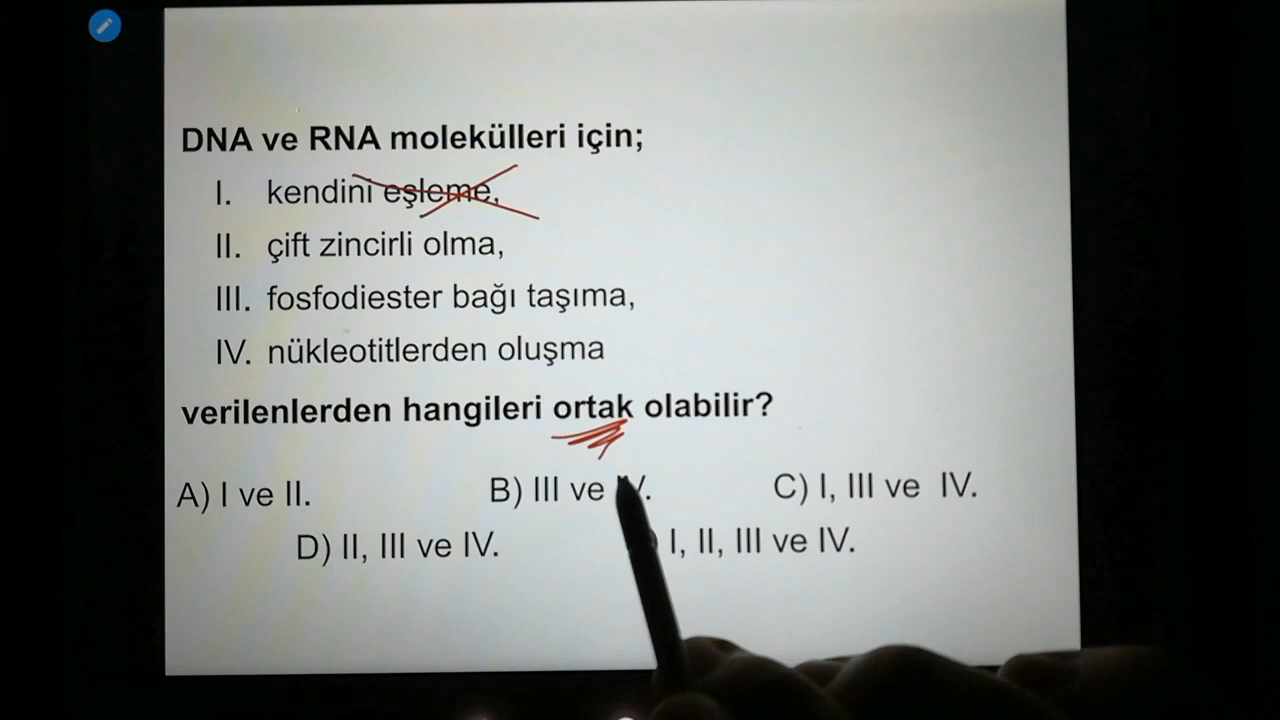 DNA ve RNA molekülleri için;
I. kendini eşleme,
II. çift zincirli olma,
III. fosfodiester bağı taşıma,
IV. nükleotitlerden oluşma
verilenlerden hangileri ortak olabilir?
A) I ve II. B) III ve IV. C) I, III ve IV.
D) II, III ve IV. I, II, III ve IV.